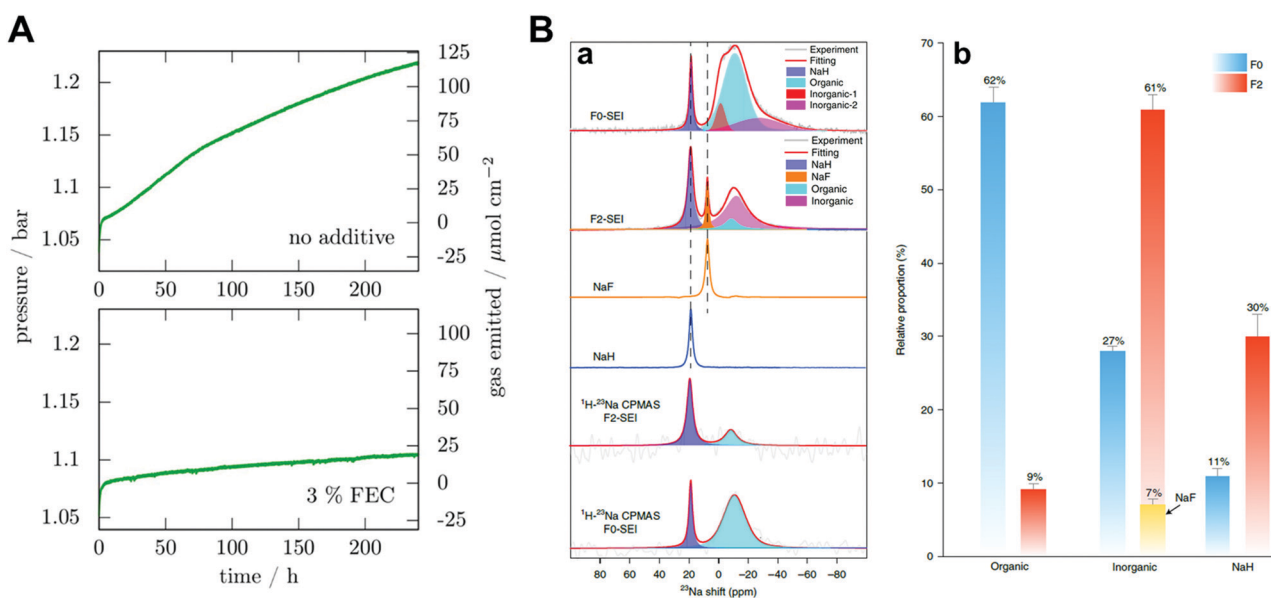 A
pressure / bar
gas emitted / μmol cm⁻²
1.2
1.15
1.1
1.05
125
100
75
50
25
0
-25
no additive
0 50 100 150 200
1.2
1.15
1.1
1.05
100
75
50
25
0
-25
3 % FEC
0 50 100 150 200
time / h
B
a
Experiment
Fitting
NaH
Organic
Inorganic-1
Inorganic-2
F0-SEI
Experiment
Fitting
NaH
NaF
Organic
Inorganic
F2-SEI
NaF
NaH
¹H-²³Na CPMAS
F2-SEI
¹H-²³Na CPMAS
F0-SEI
80 60 40 20 0 −20 −40 −60 −80
²³Na shift (ppm)
b
F0
F2
Relative proportion (%)
70
60
50
40
30
20
10
0
62%
9%
27%
61%
7%
NaF
11%
30%
Organic Inorganic NaH